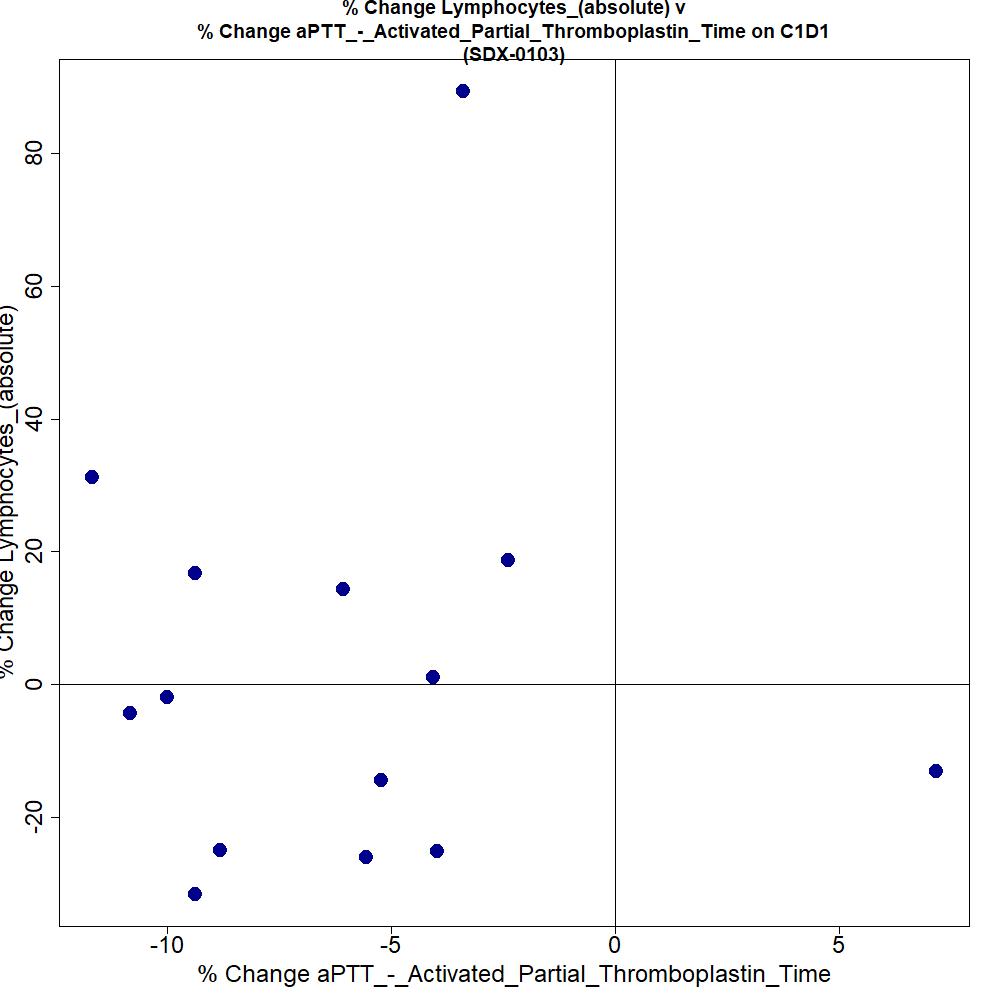 % Change Lymphocytes_(absolute) v
% Change aPTT_-_Activated_Partial_Thromboplastin_Time on C1D1
(SDX-0103)
% Change Lymphocytes_(absolute)
80
60
40
20
0
-20
-10
-5
0
5
% Change aPTT_-_Activated_Partial_Thromboplastin_Time